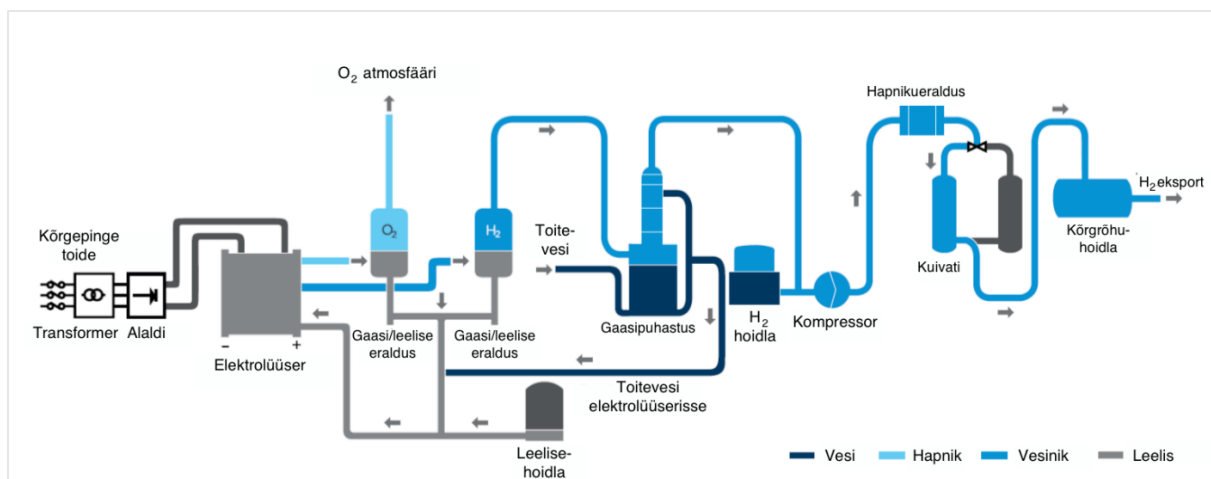 O₂ atmosfääri
Hapnikueraldus
H₂ eksport
Kõrgrõhu-
hoidla
Kuivati
O₂
H₂
Toite-
vesi
Kõrgepinge
toide
Transformer
Alaldi
-
+
Elektrolüüser
Gaasi/leelise
eraldus
Gaasi/leelise
eraldus
Gaasipuhastus
H₂
hoidla
Kompressor
Toitevesi
elektrolüüserisse
Leelise-
hoidla
Vesi
Hapnik
Vesinik
Leelis